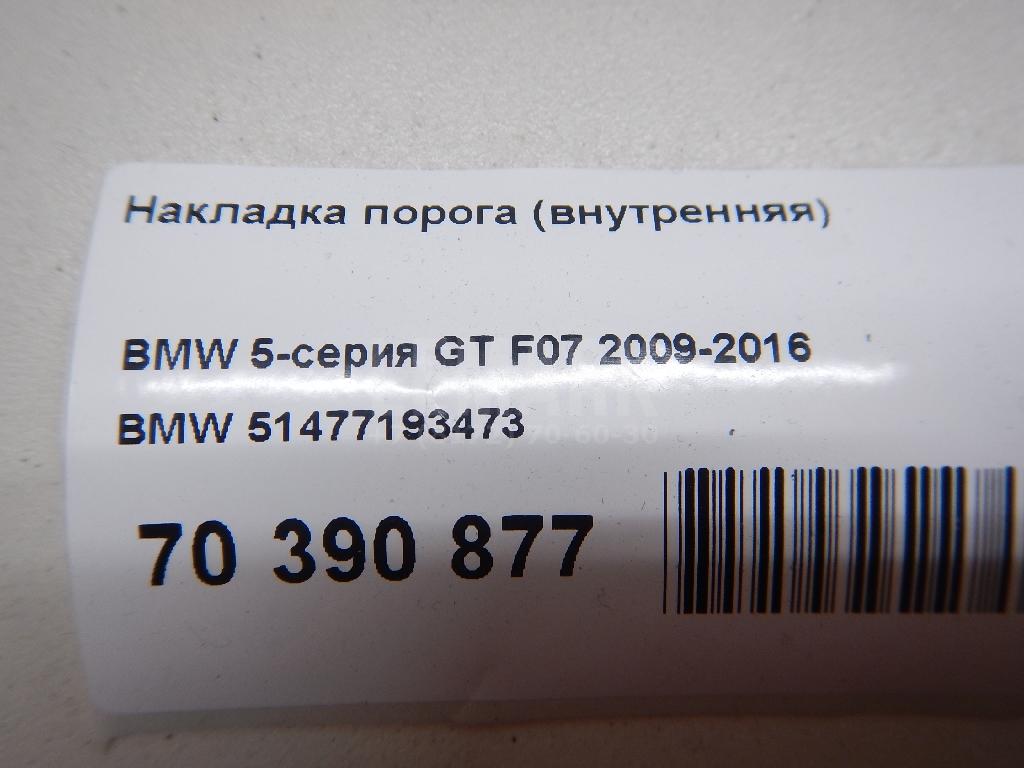 Накладка порога (внутренняя)
BMW 5-серия GT F07 2009-2016
BMW 51477193473
70 390 877